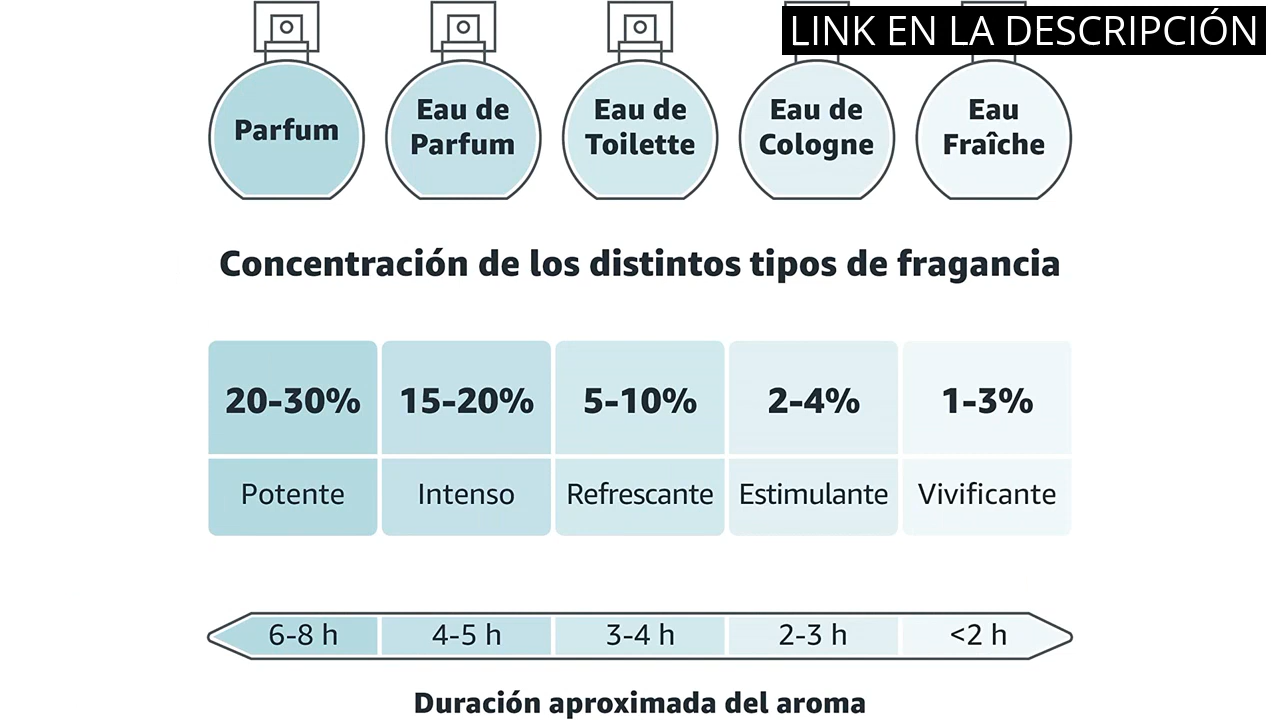 LINK EN LA DESCRIPCIÓN
Parfum
Eau de
Parfum
Eau de
Toilette
Eau de
Cologne
Eau
Fraîche
Concentración de los distintos tipos de fragancia
20-30% 15-20% 5-10% 2-4% 1-3%
Potente Intenso Refrescante Estimulante Vivificante
6-8 h 4-5 h 3-4 h 2-3 h <2 h
Duración aproximada del aroma